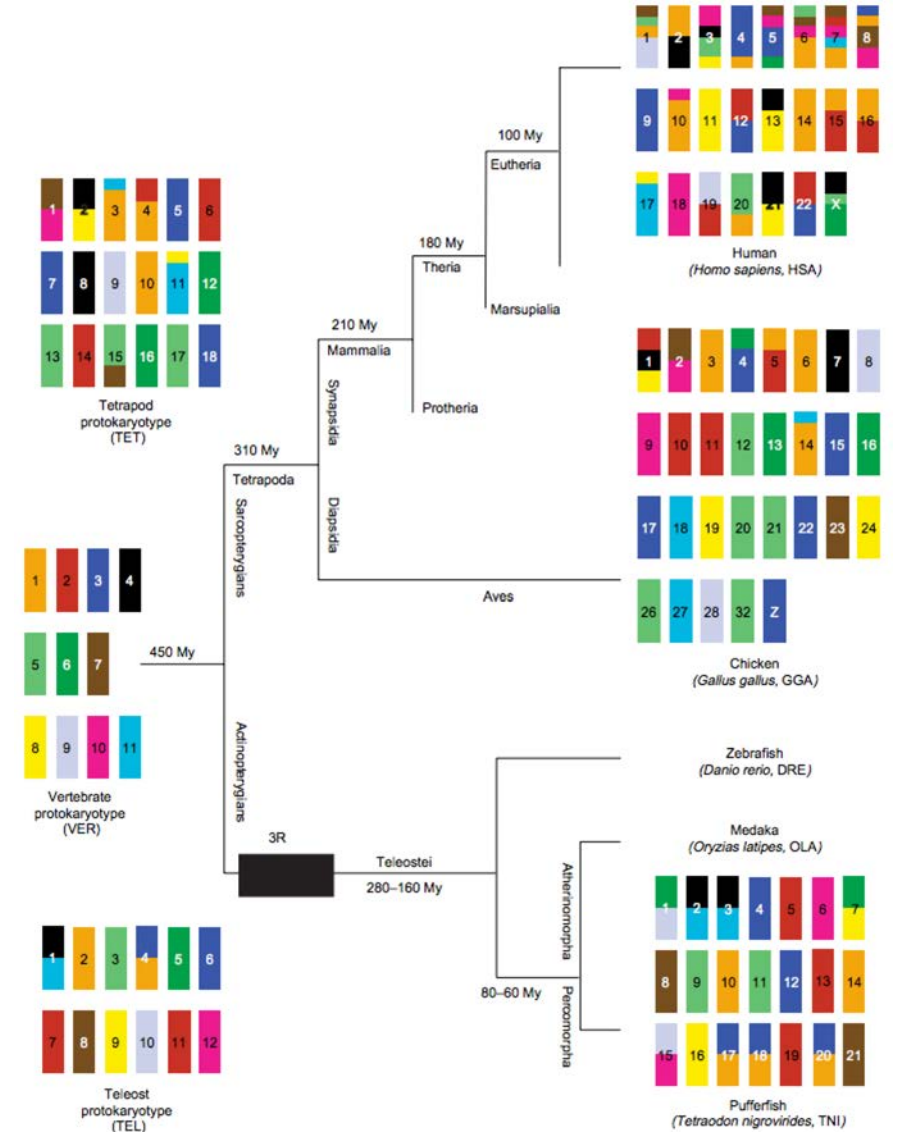 1 2 3 4 5 6 7 8
9 10 11 12 13 14 15 16
17 18 19 20 21 22 X
Human
(Homo sapiens, HSA)
100 My
Eutheria
180 My
Theria
Marsupialia
210 My
Mammalia
Protheria
Synapsidia
Diapsidia
310 My
Tetrapoda
Sarcopterygians
1 2 3 4 5 6
7 8 9 10 11 12
13 14 15 16 17 18
Tetrapod
protokaryotype
(TET)
1 2 3 4 5 6 7 8
9 10 11 12 13 14 15 16
17 18 19 20 21 22 23 24
26 27 28 32 Z
Chicken
(Gallus gallus, GGA)
Aves
1 2 3 4
5 6 7
8 9 10 11
Vertebrate
protokaryotype
(VER)
450 My
Actinopterygians
3R
Teleostei
280–160 My
Zebrafish
(Danio rerio, DRE)
Medaka
(Oryzias latipes, OLA)
Atherinomorpha
80–60 My
Percomorpha
1 2 3 4 5 6 7
8 9 10 11 12 13 14
15 16 17 18 19 20 21
Pufferfish
(Tetraodon nigrovirides, TNI)
1 2 3 4 5 6
7 8 9 10 11 12
Teleost
protokaryotype
(TEL)